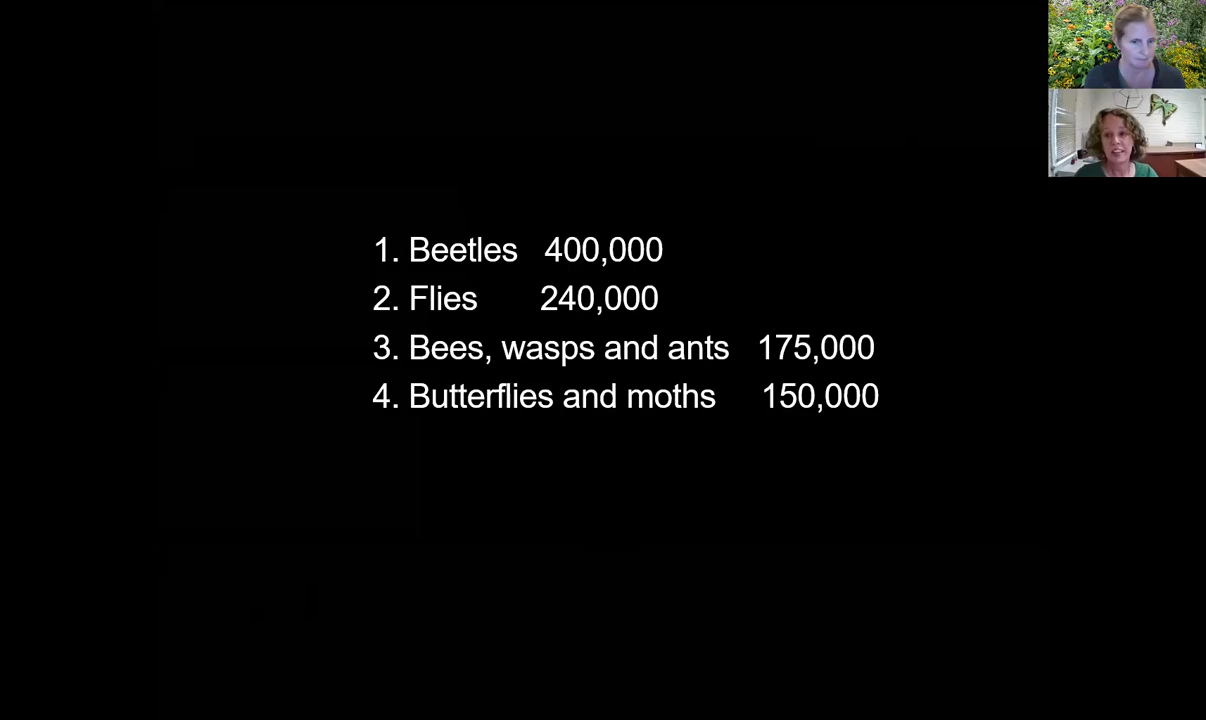 1. Beetles 400,000
2. Flies 240,000
3. Bees, wasps and ants 175,000
4. Butterflies and moths 150,000